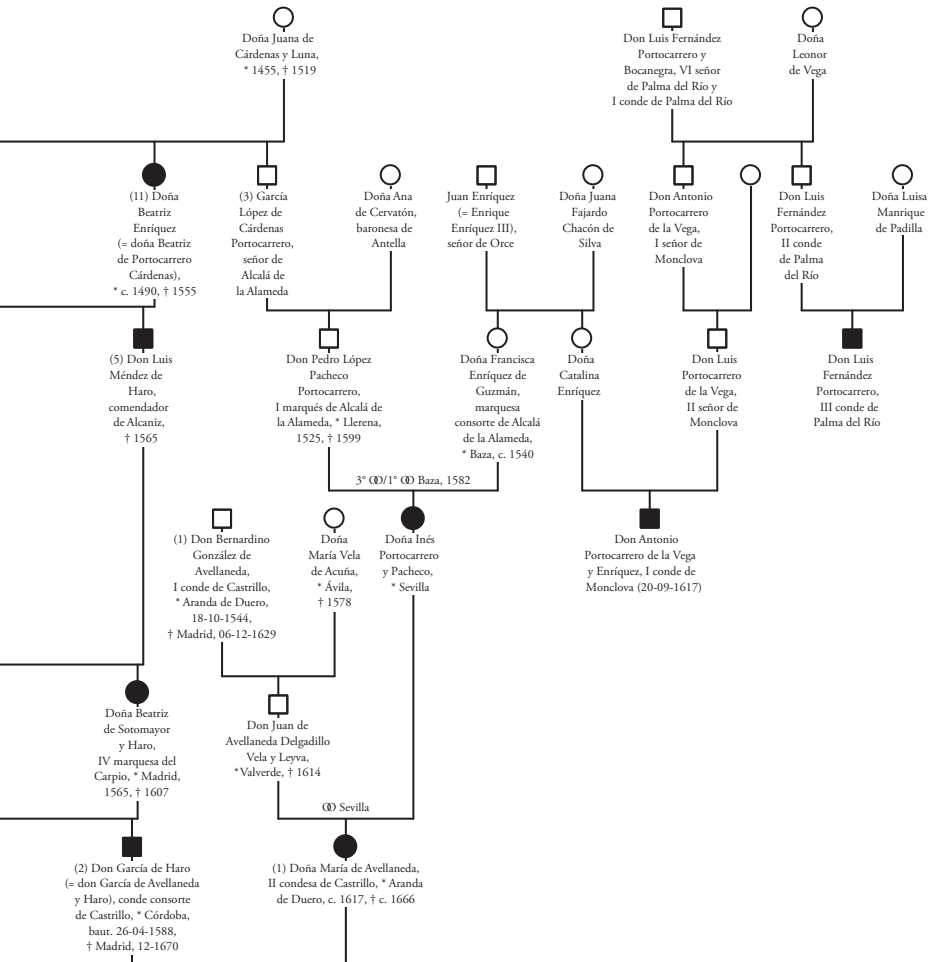 Doña Juana de
Cárdenas y Luna,
* 1455, † 1519
Don Luis Fernández
Portocarrero y
Bocanegra, VI señor
de Palma del Río y
I conde de Palma del Río
Doña
Leonor
de Vega
(11) Doña
Beatriz
Enríquez
(= doña Beatriz
de Portocarrero
Cárdenas),
* c. 1490, † 1555
(3) García
López de
Cárdenas
Portocarrero,
señor de
Alcalá de
la Alameda
Doña Ana
de Cervatón,
baronesa de
Antella
Juan Enríquez
(= Enrique
Enríquez III),
señor de Orce
Doña Juana
Fajardo
Chacón de
Silva
Don Antonio
Portocarrero
de la Vega,
I señor de
Monclova
Don Luis
Fernández
Portocarrero,
II conde
de Palma
del Río
Doña Luisa
Manrique
de Padilla
(5) Don Luis
Méndez de
Haro,
comendador
de Alcaniz,
† 1565
Don Pedro López
Pacheco
Portocarrero,
I marqués de Alcalá de
la Alameda, * Llerena,
1525, † 1599
Doña Francisca
Enríquez de
Guzmán,
marquesa
consorte de Alcalá
de la Alameda,
* Baza, c. 1540
Doña
Catalina
Enríquez
Don Luis
Portocarrero
de la Vega,
II señor de
Monclova
Don Luis
Fernández
Portocarrero,
III conde de
Palma del Río
3° ꝏ/1° ꝏ Baza, 1582
(1) Don Bernardino
González de
Avellaneda,
I conde de Castrillo,
* Aranda de Duero,
18-10-1544,
† Madrid, 06-12-1629
Doña
María Vela
de Acuña,
* Ávila,
† 1578
Doña Inés
Portocarrero
y Pacheco,
* Sevilla
Don Antonio
Portocarrero de la Vega
y Enríquez, I conde de
Monclova (20-09-1617)
Doña Beatriz
de Sotomayor
y Haro,
IV marquesa del
Carpio, * Madrid,
1565, † 1607
Don Juan de
Avellaneda Delgadillo
Vela y Leyva,
*Valverde, † 1614
ꝏ Sevilla
(2) Don García de Haro
(= don García de Avellaneda
y Haro), conde consorte
de Castrillo, * Córdoba,
baut. 26-04-1588,
† Madrid, 12-1670
(1) Doña María de Avellaneda,
II condesa de Castrillo, * Aranda
de Duero, c. 1617, † c. 1666